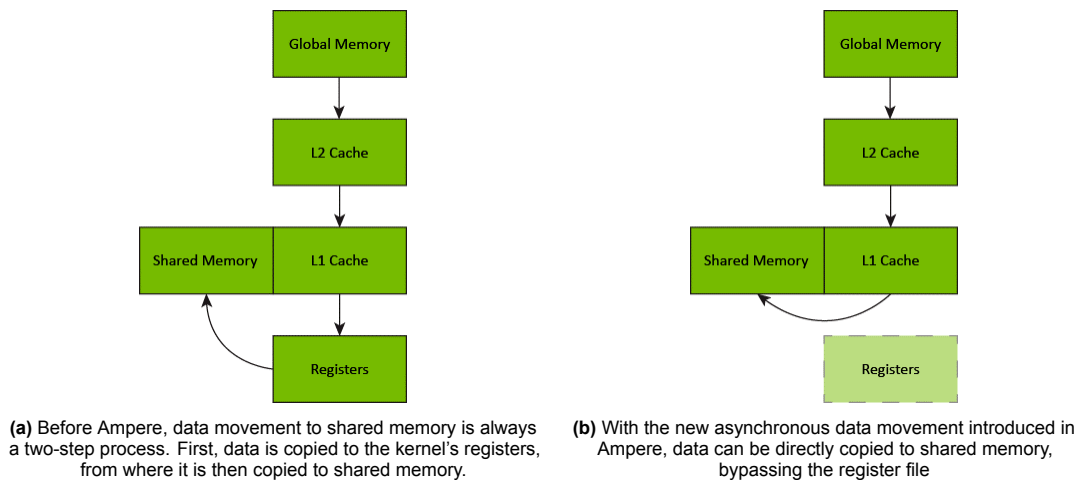 Global Memory
L2 Cache
Shared Memory
L1 Cache
Registers
(a) Before Ampere, data movement to shared memory is always
a two-step process. First, data is copied to the kernel's registers,
from where it is then copied to shared memory.
Global Memory
L2 Cache
Shared Memory
L1 Cache
Registers
(b) With the new asynchronous data movement introduced in
Ampere, data can be directly copied to shared memory,
bypassing the register file